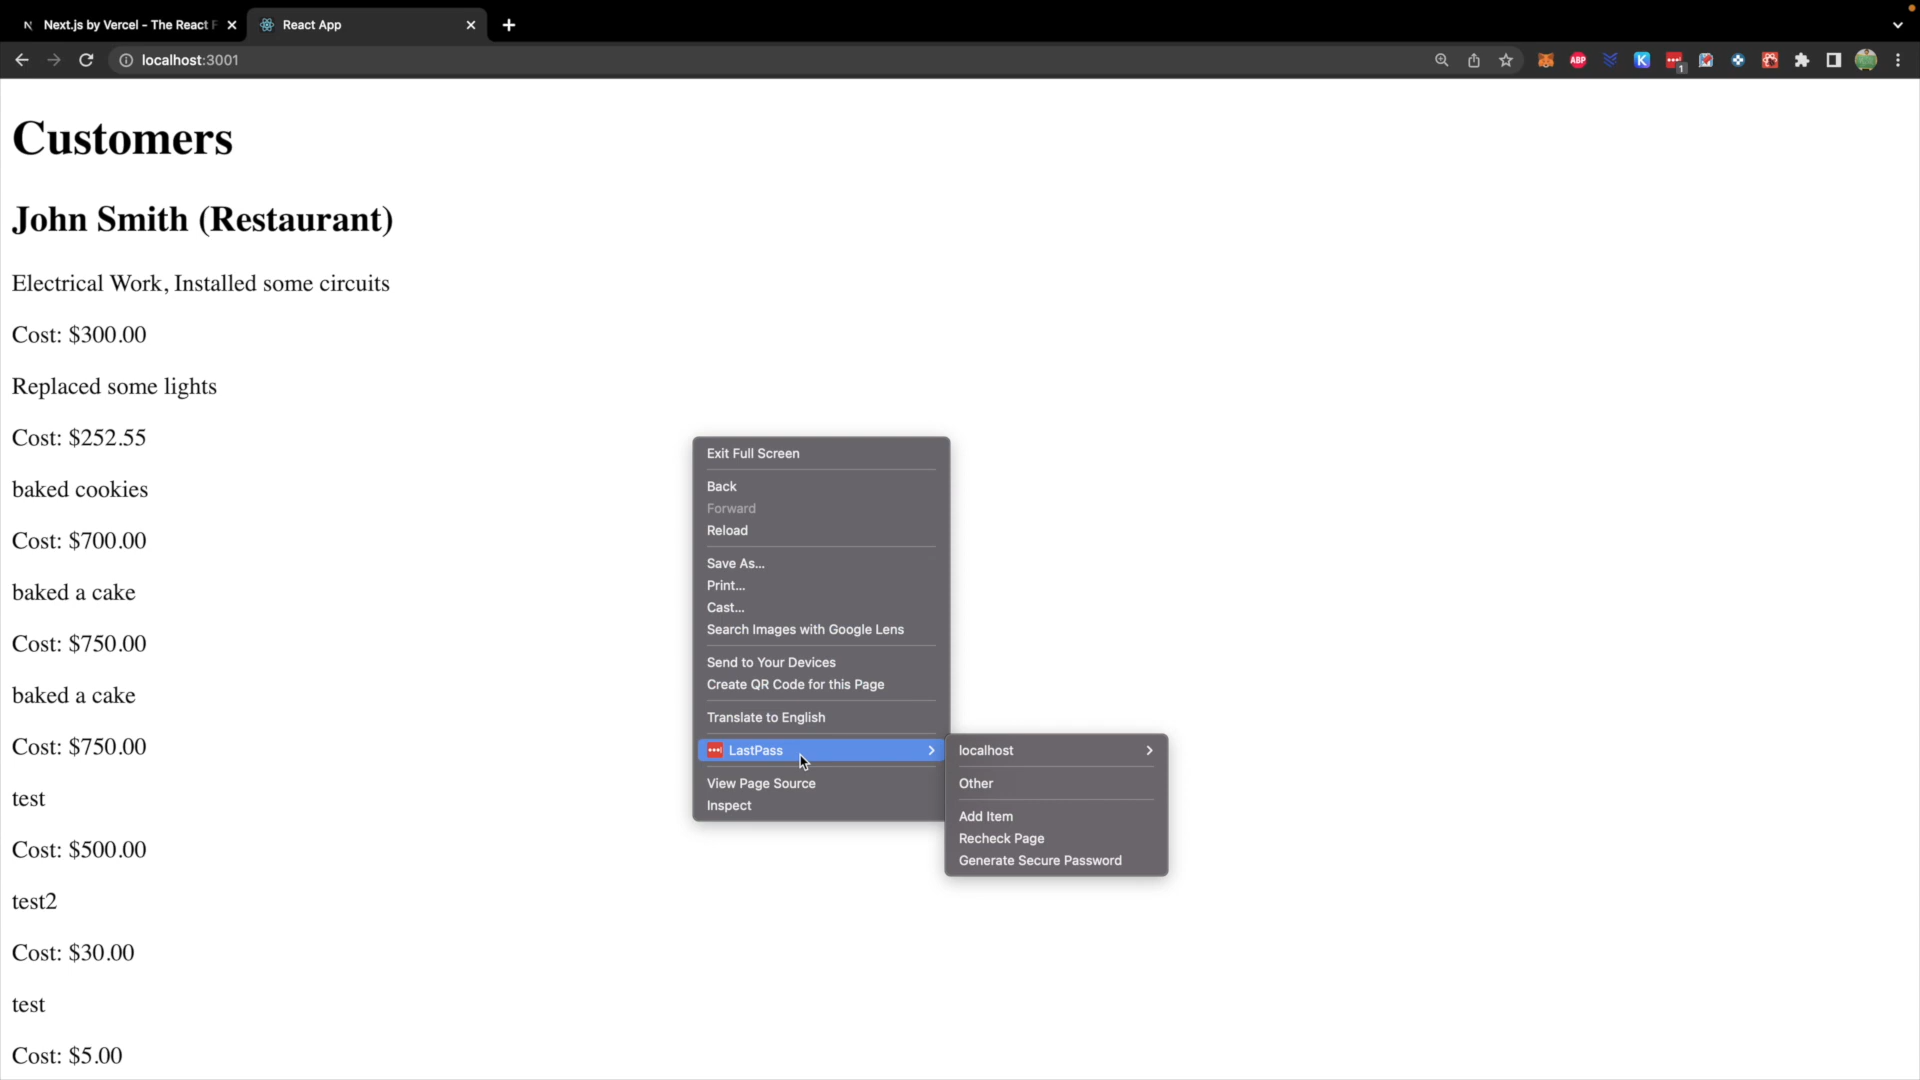 Next.js by Vercel - The React F
React App
localhost:3001
ABP
K
1
Customers
John Smith (Restaurant)
Electrical Work, Installed some circuits
Cost: $300.00
Replaced some lights
Cost: $252.55
baked cookies
Cost: $700.00
baked a cake
Cost: $750.00
baked a cake
Cost: $750.00
test
Cost: $500.00
test2
Cost: $30.00
test
Cost: $5.00
Exit Full Screen
Back
Forward
Reload
Save As...
Print...
Cast...
Search Images with Google Lens
Send to Your Devices
Create QR Code for this Page
Translate to English
LastPass
View Page Source
Inspect
localhost
Other
Add Item
Recheck Page
Generate Secure Password